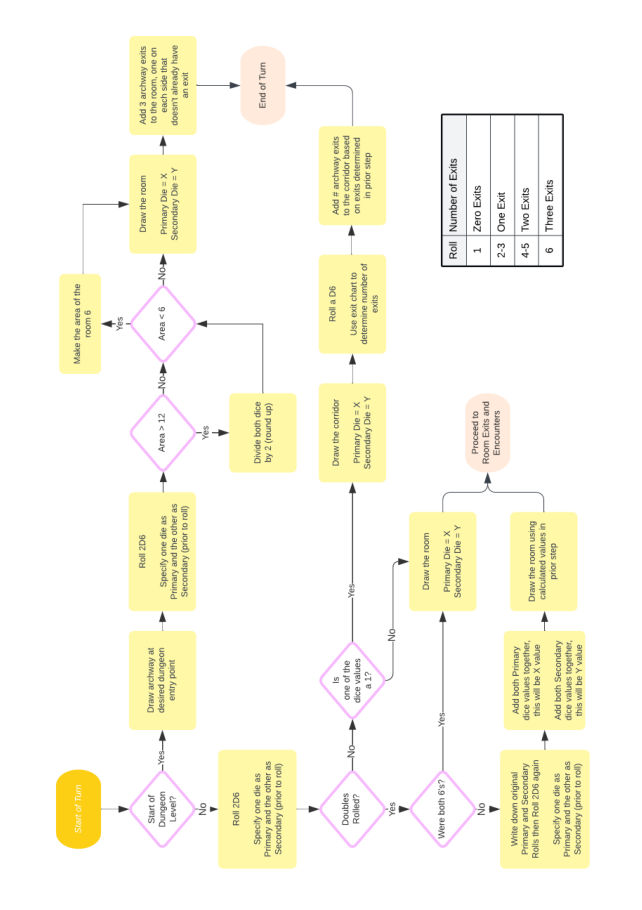 Start of Turn
Start of
Dungeon
Level?
Yes
Draw archway at
desired dungeon
entry point
Roll 2D6
Specify one die as
Primary and the other as
Secondary (prior to roll)
Area > 12
No
Yes
Divide both dice
by 2 (round up)
Area < 6
Yes
Make the area of the
room 6
No
Draw the room
Primary Die = X
Secondary Die = Y
Add 3 archway exits
to the room, one on
each side that
doesn't already have
an exit
End of Turn
No
Roll 2D6
Specify one die as
Primary and the other as
Secondary (prior to roll)
Doubles
Rolled?
No
Is
one of the
dice values
a 1?
Yes
Draw the corridor
Primary Die = X
Secondary Die = Y
Roll a D6
Use exit chart to
determine number of
exits
Add # archway exits
to the corridor based
on exits determined
in prior step
No
Yes
Were both 6's?
Yes
Draw the room
Primary Die = X
Secondary Die = Y
No
Write down original
Primary and Secondary
Rolls then Roll 2D6 again
Specify one die as
Primary and the other as
Secondary (prior to roll)
Add both Primary
dice values together,
this will be X value
Add both Secondary
dice values together,
this will be Y value
Draw the room using
calculated values in
prior step
Proceed to
Room Exits and
Encounters
Roll Number of Exits
1 Zero Exits
2-3 One Exit
4-5 Two Exits
6 Three Exits